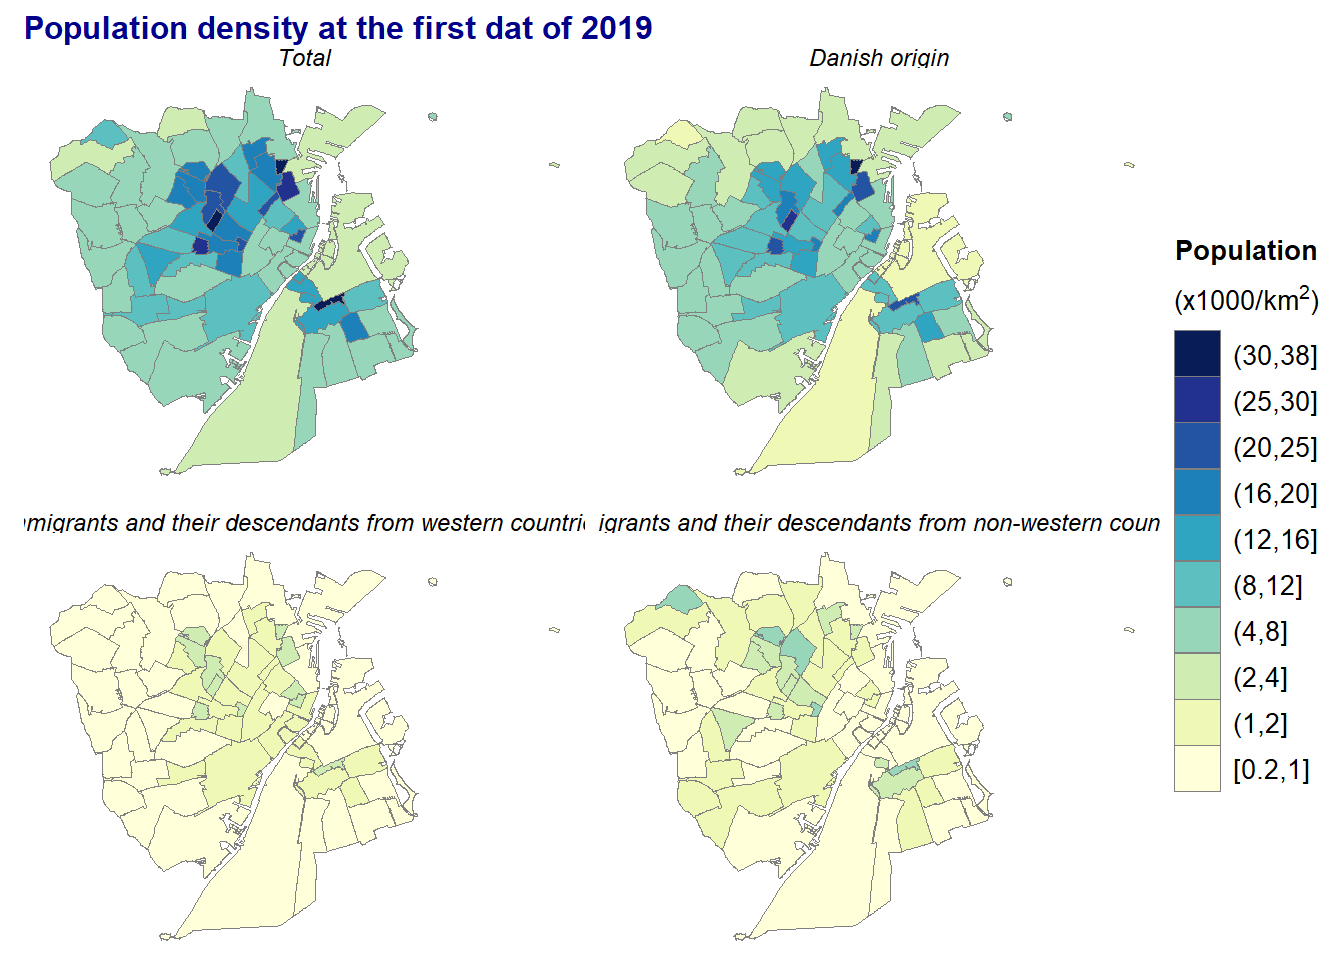 Population density at the first dat of 2019
Total
Danish origin
migrants and their descendants from western countri
igrants and their descendants from non-western coun
Population
(x1000/km²)
(30,38]
(25,30]
(20,25]
(16,20]
(12,16]
(8,12]
(4,8]
(2,4]
(1,2]
[0.2,1]